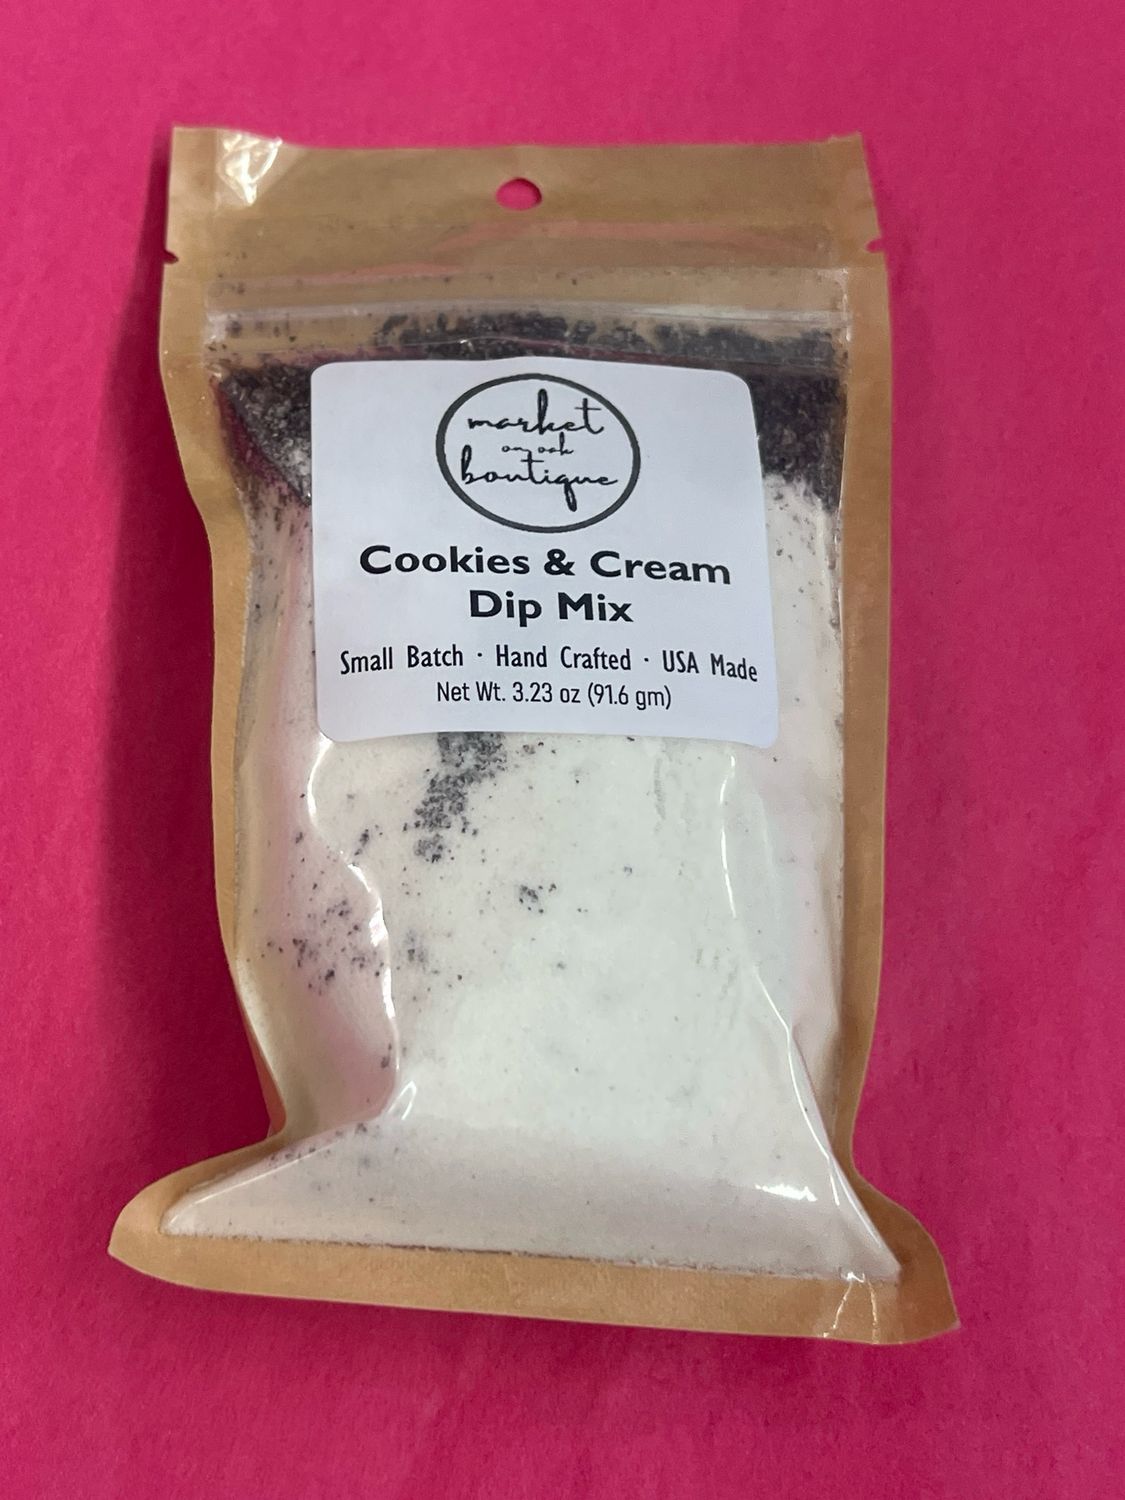 market
on oak
boutique
Cookies & Cream
Dip Mix
Small Batch · Hand Crafted · USA Made
Net Wt. 3.23 oz (91.6 gm)